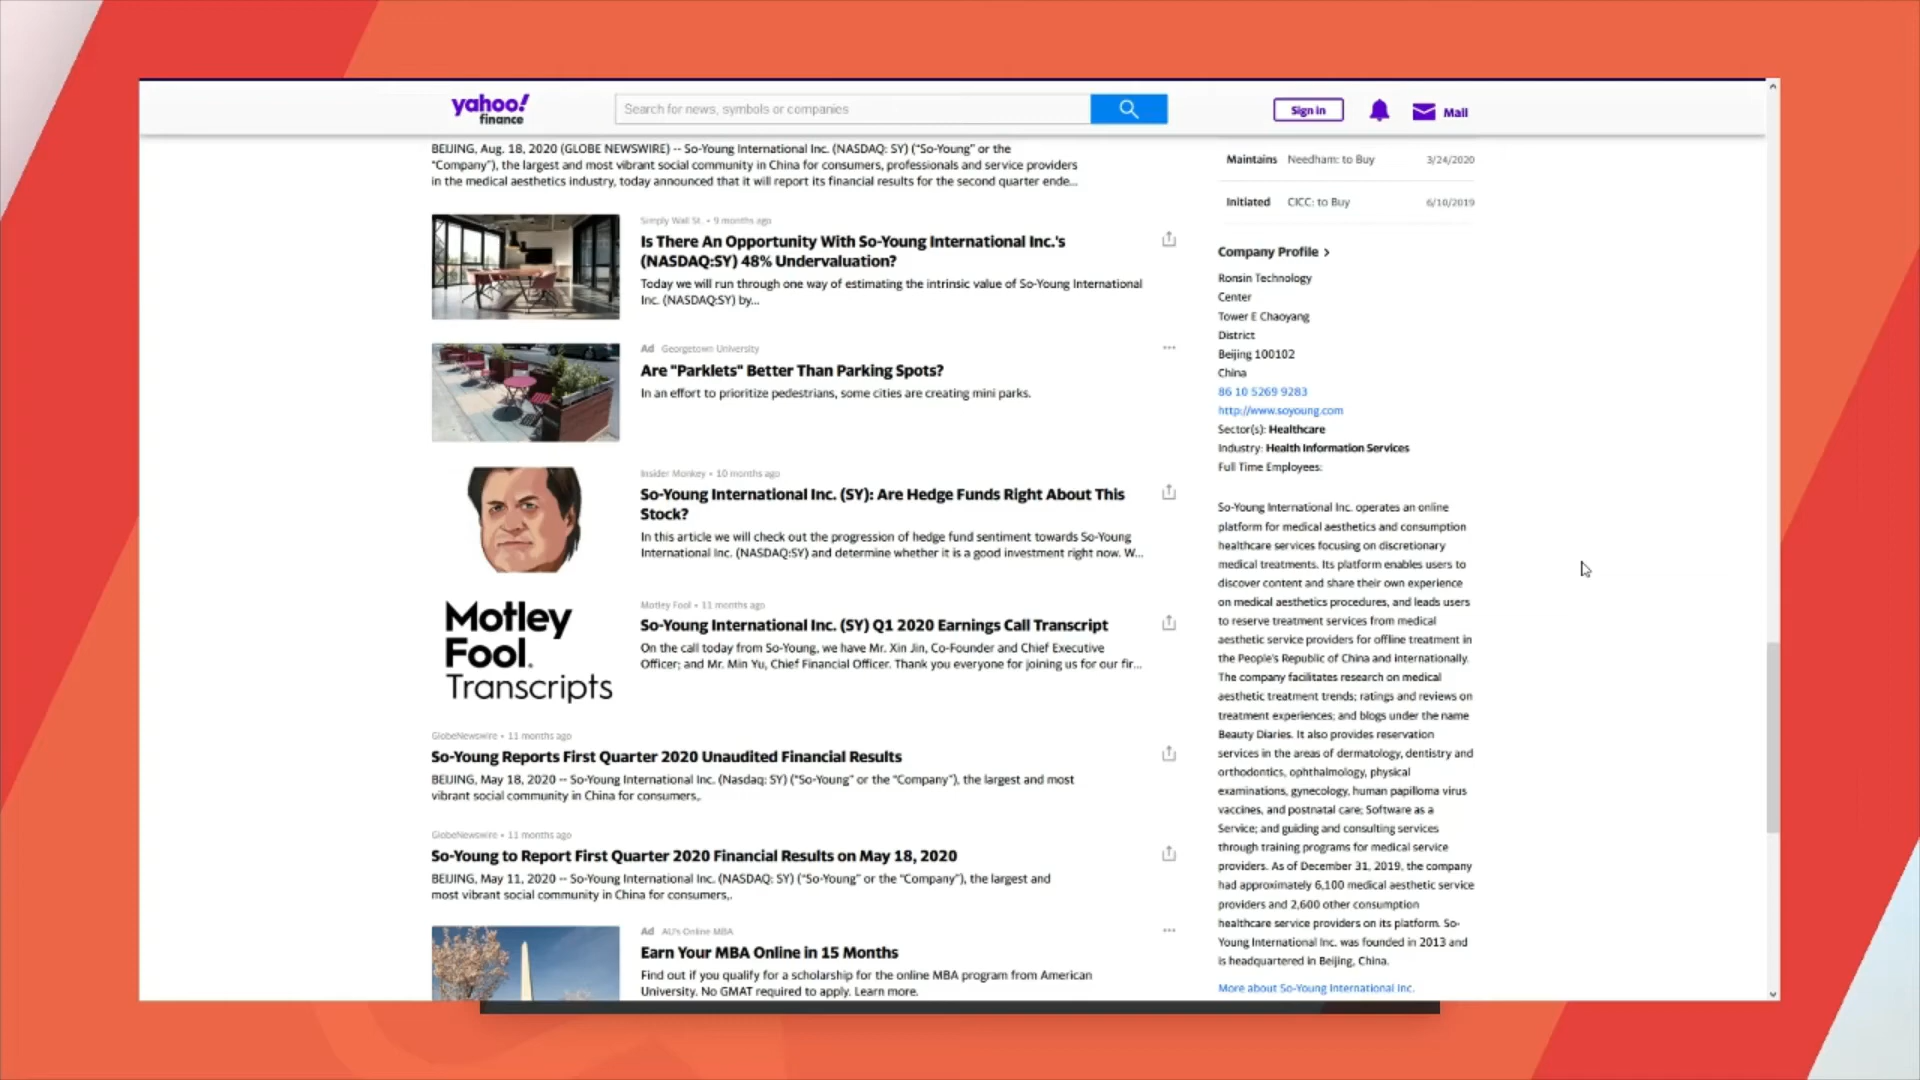 yahoo!
finance
Search for news, symbols or companies
Sign in
Mail
BEIJING, Aug. 18, 2020 (GLOBE NEWSWIRE) -- So-Young International Inc. (NASDAQ: SY) (“So-Young” or the
“Company”), the largest and most vibrant social community in China for consumers, professionals and service providers
in the medical aesthetics industry, today announced that it will report its financial results for the second quarter ende...
Simply Wall St. • 9 months ago
Is There An Opportunity With So-Young International Inc.'s
(NASDAQ:SY) 48% Undervaluation?
Today we will run through one way of estimating the intrinsic value of So-Young International
Inc. (NASDAQ:SY) by...
Ad Georgetown University
Are "Parklets" Better Than Parking Spots?
In an effort to prioritize pedestrians, some cities are creating mini parks.
Insider Monkey • 10 months ago
So-Young International Inc. (SY): Are Hedge Funds Right About This
Stock?
In this article we will check out the progression of hedge fund sentiment towards So-Young
International Inc. (NASDAQ:SY) and determine whether it is a good investment right now. W...
Motley
Fool.
Transcripts
Motley Fool • 11 months ago
So-Young International Inc. (SY) Q1 2020 Earnings Call Transcript
On the call today from So-Young, we have Mr. Xin Jin, Co-Founder and Chief Executive
Officer; and Mr. Min Yu, Chief Financial Officer. Thank you everyone for joining us for our fir...
GlobeNewswire • 11 months ago
So-Young Reports First Quarter 2020 Unaudited Financial Results
BEIJING, May 18, 2020 -- So-Young International Inc. (Nasdaq: SY) (“So-Young” or the “Company”), the largest and most
vibrant social community in China for consumers,.
GlobeNewswire • 11 months ago
So-Young to Report First Quarter 2020 Financial Results on May 18, 2020
BEIJING, May 11, 2020 -- So-Young International Inc. (NASDAQ: SY) (“So-Young” or the “Company”), the largest and
most vibrant social community in China for consumers,.
Ad AU's Online MBA
Earn Your MBA Online in 15 Months
Find out if you qualify for a scholarship for the online MBA program from American
University. No GMAT required to apply. Learn more.
Maintains Needham: to Buy 3/24/2020
Initiated CICC: to Buy 6/10/2019
Company Profile >
Ronsin Technology
Center
Tower E Chaoyang
District
Beijing 100102
China
86 10 5269 9283
http://www.soyoung.com
Sector(s): Healthcare
Industry: Health Information Services
Full Time Employees:
So-Young International Inc. operates an online
platform for medical aesthetics and consumption
healthcare services focusing on discretionary
medical treatments. Its platform enables users to
discover content and share their own experience
on medical aesthetics procedures, and leads users
to reserve treatment services from medical
aesthetic service providers for offline treatment in
the People's Republic of China and internationally.
The company facilitates research on medical
aesthetic treatment trends; ratings and reviews on
treatment experiences; and blogs under the name
Beauty Diaries. It also provides reservation
services in the areas of dermatology, dentistry and
orthodontics, ophthalmology, physical
examinations, gynecology, human papilloma virus
vaccines, and postnatal care; Software as a
Service; and guiding and consulting services
through training programs for medical service
providers. As of December 31, 2019, the company
had approximately 6,100 medical aesthetic service
providers and 2,600 other consumption
healthcare service providers on its platform. So-
Young International Inc. was founded in 2013 and
is headquartered in Beijing, China.
More about So-Young International Inc.